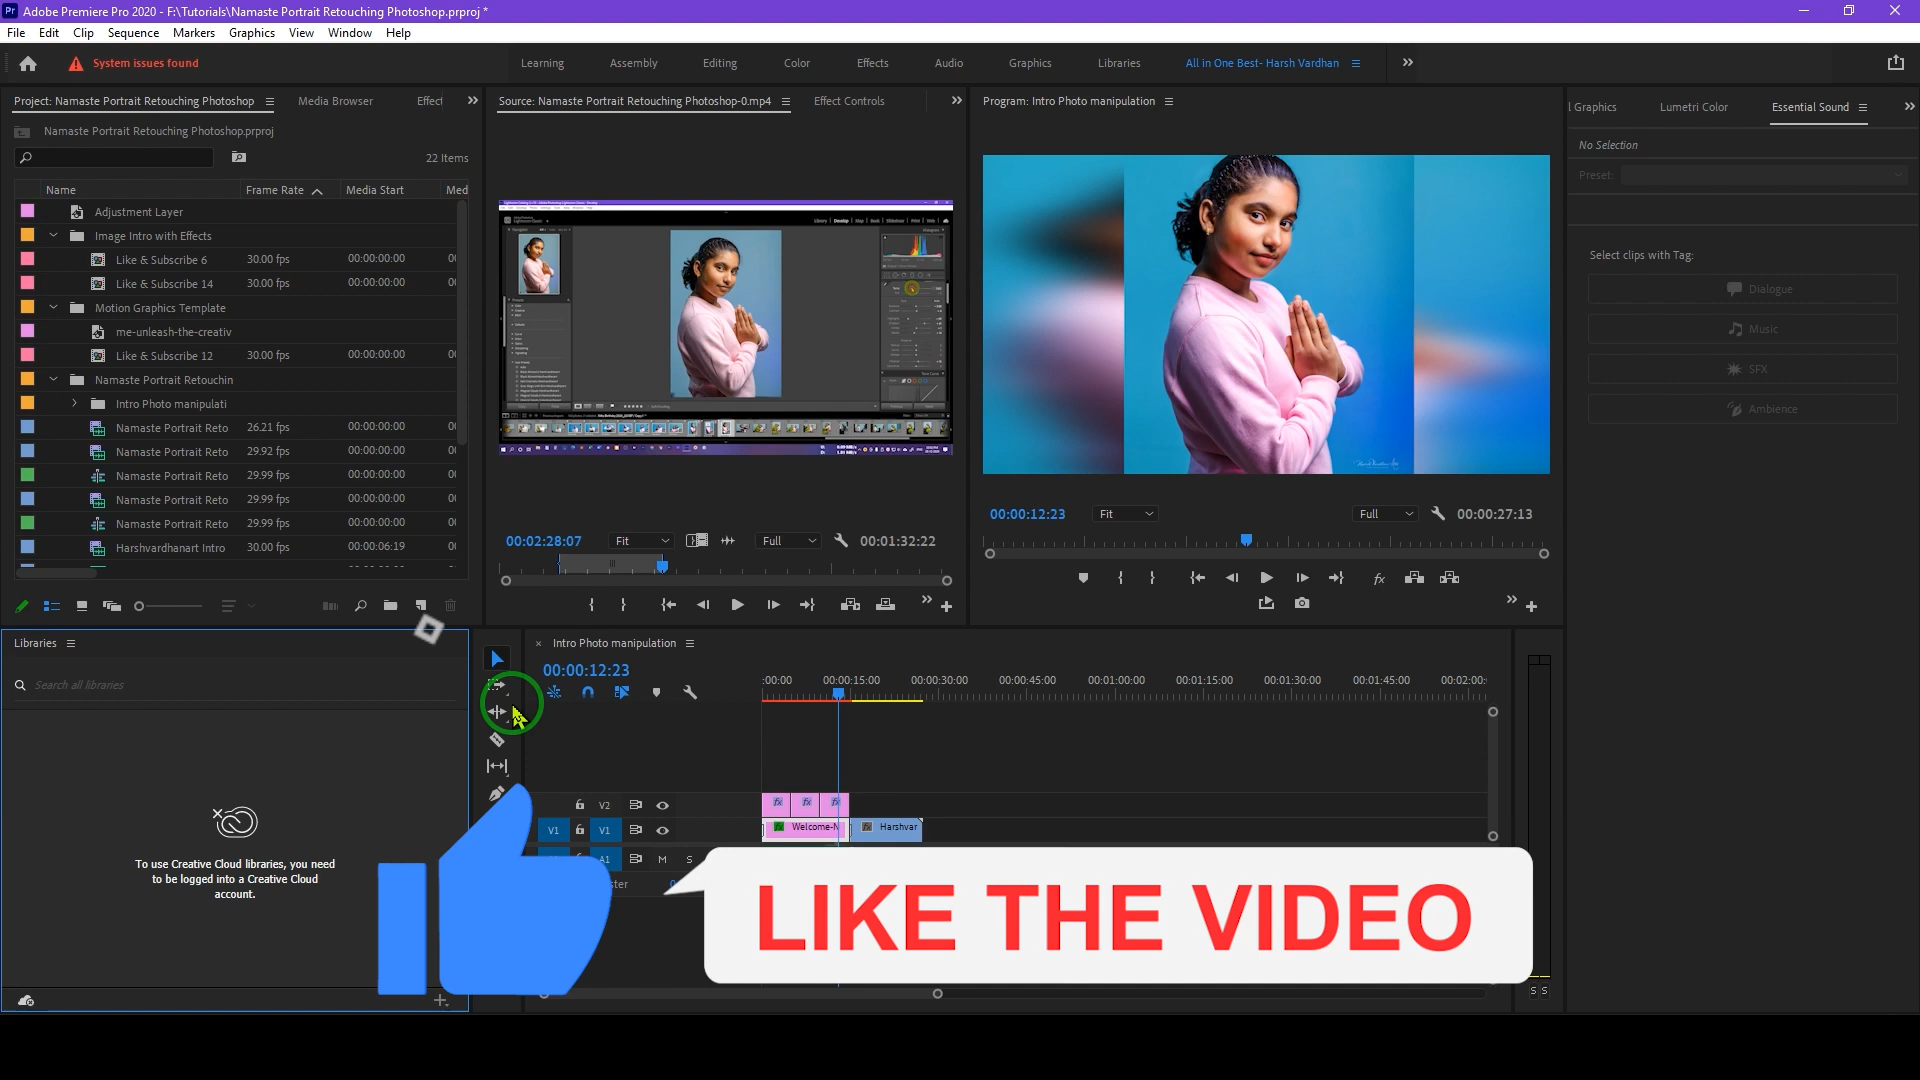 Adobe Premiere Pro 2020 - F:\Tutorials\Namaste Portrait Retouching Photoshop.prproj *
File Edit Clip Sequence Markers Graphics View Window Help
System issues found
Learning Assembly Editing Color Effects Audio Graphics Libraries All in One Best- Harsh Vardhan
Project: Namaste Portrait Retouching Photoshop Media Browser Effect
Source: Namaste Portrait Retouching Photoshop-0.mp4 Effect Controls
Program: Intro Photo manipulation
l Graphics Lumetri Color Essential Sound
Namaste Portrait Retouching Photoshop.prproj
22 Items
No Selection
Preset:
Name Frame Rate Media Start Med
Adjustment Layer
Image Intro with Effects
Like & Subscribe 6 30.00 fps 00:00:00:00 00
Like & Subscribe 14 30.00 fps 00:00:00:00 00
Motion Graphics Template
me-unleash-the-creativ
Like & Subscribe 12 30.00 fps 00:00:00:00 00
Namaste Portrait Retouchin
Intro Photo manipulati
Namaste Portrait Reto 26.21 fps 00:00:00:00 00
Namaste Portrait Reto 29.92 fps 00:00:00:00 00
Namaste Portrait Reto 29.99 fps 00:00:00:00 00
Namaste Portrait Reto 29.99 fps 00:00:00:00 00
Namaste Portrait Reto 29.99 fps 00:00:00:00 00
Harshvardhanart Intro 30.00 fps 00:00:06:19 00
Select clips with Tag:
Dialogue
Music
SFX
Ambience
00:02:28:07 Fit Full 00:01:32:22
00:00:12:23 Fit Full 00:00:27:13
Libraries
Search all libraries
To use Creative Cloud libraries, you need
to be logged into a Creative Cloud
account.
Intro Photo manipulation
00:00:12:23
:00:00 00:00:15:00 00:00:30:00 00:00:45:00 00:01:00:00 00:01:15:00 00:01:30:00 00:01:45:00 00:02:00:
V2 fx fx fx
V1 V1 Welcome-N fx Harshvar
A1 M S
ster
LIKE THE VIDEO
S S